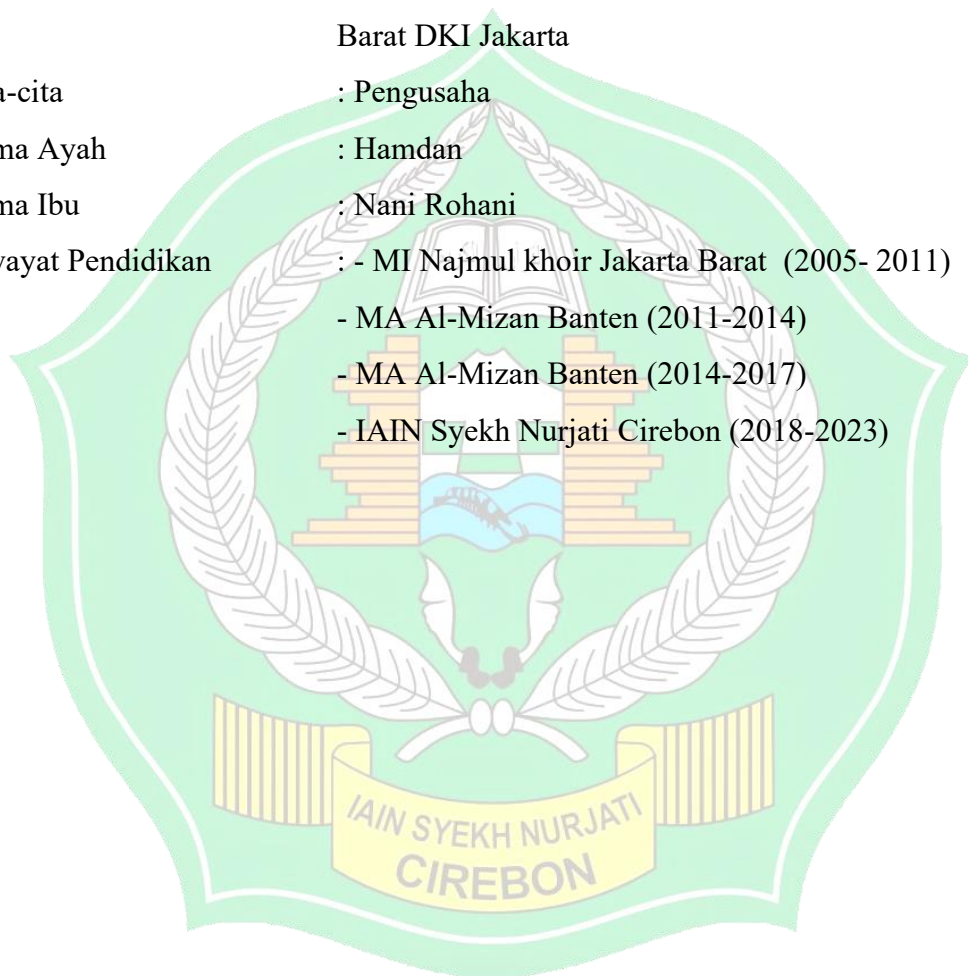 Barat DKI Jakarta
a-cita : Pengusaha
ma Ayah : Hamdan
ma Ibu : Nani Rohani
vayat Pendidikan : - MI Najmul khoir Jakarta Barat (2005- 2011)
- MA Al-Mizan Banten (2011-2014)
- MA Al-Mizan Banten (2014-2017)
- IAIN Syekh Nurjati Cirebon (2018-2023)
IAIN SYEKH NURJATI
CIREBON